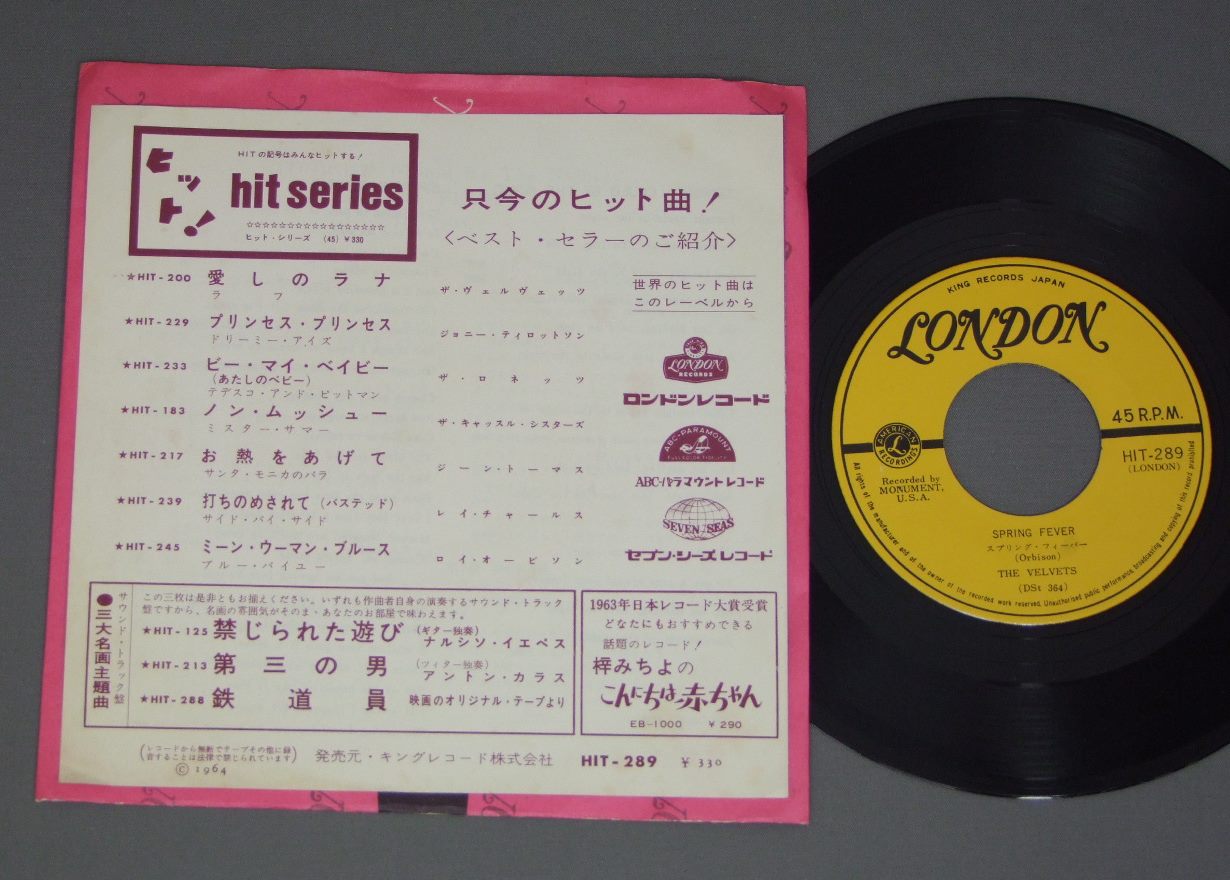 ヒット!
HITの記号はみんなヒットする!
hit series
☆☆☆☆☆☆☆☆☆☆☆☆☆☆☆☆☆
ヒット・シリーズ (45) ¥330
只今のヒット曲!
<ベスト・セラーのご紹介>
★HIT-200 愛しのラナ
ラフ ザ・ヴェルヴェッツ
★HIT-229 プリンセス・プリンセス
ドリーミー・アイズ ジョニー・ティロットソン
★HIT-233 ビー・マイ・ベイビー
(あたしのベビー) ザ・ロネッツ
テデスコ・アンド・ピットマン
★HIT-183 ノン・ムッシュー
ミスター・サマー ザ・キャッスル・シスターズ
★HIT-217 お熱をあげて
サンタ・モニカのバラ ジーン・トーマス
★HIT-239 打ちのめされて (バステッド)
サイド・バイ・サイド レイ・チャールス
★HIT-245 ミーン・ウーマン・ブルース
ブルー・バイユー ロイ・オービソン
世界のヒット曲は
このレーベルから
LONDON
RECORDS
ロンドンレコード
ABC-PARAMOUNT
FULL COLOR FIDELITY
ABC-パラマウントレコード
SEVEN SEAS
セブン・シーズ レコード
●三大名画主題曲
サウンド・トラック盤
この三枚は是非ともお揃えください。いずれも作曲者自身の演奏するサウンド・トラック
盤ですから、名画の雰囲気がそのま・あなたのお部屋で味わえます。
★HIT-125 禁じられた遊び (ギター独奏) ナルシソ・イエペス
★HIT-213 第三の男 (ツィター独奏) アントン・カラス
★HIT-288 鉄道員 映画のオリジナル・テープより
1963年日本レコード大賞受賞
どなたにもおすすめできる
話題のレコード!
梓みちよの
こんにちは赤ちゃん
EB-1000 ¥290
(レコードから無断でテープその他に録
音することは法律で禁じられています)
© 1964
発売元・キングレコード株式会社
HIT-289 ¥330
KING RECORDS JAPAN
LONDON
45 R.P.M.
AMERICAN
L
RECORDINGS
HIT-289
(LONDON)
Recorded by
MONUMENT,
U.S.A.
SPRING FEVER
スプリング・フィーバー
(Orbison)
THE VELVETS
(DSt 364)
All rights of the manufacturer and of the owner of the recorded work reserved. Unauthorised public performance, broadcasting and copying of this record prohibited